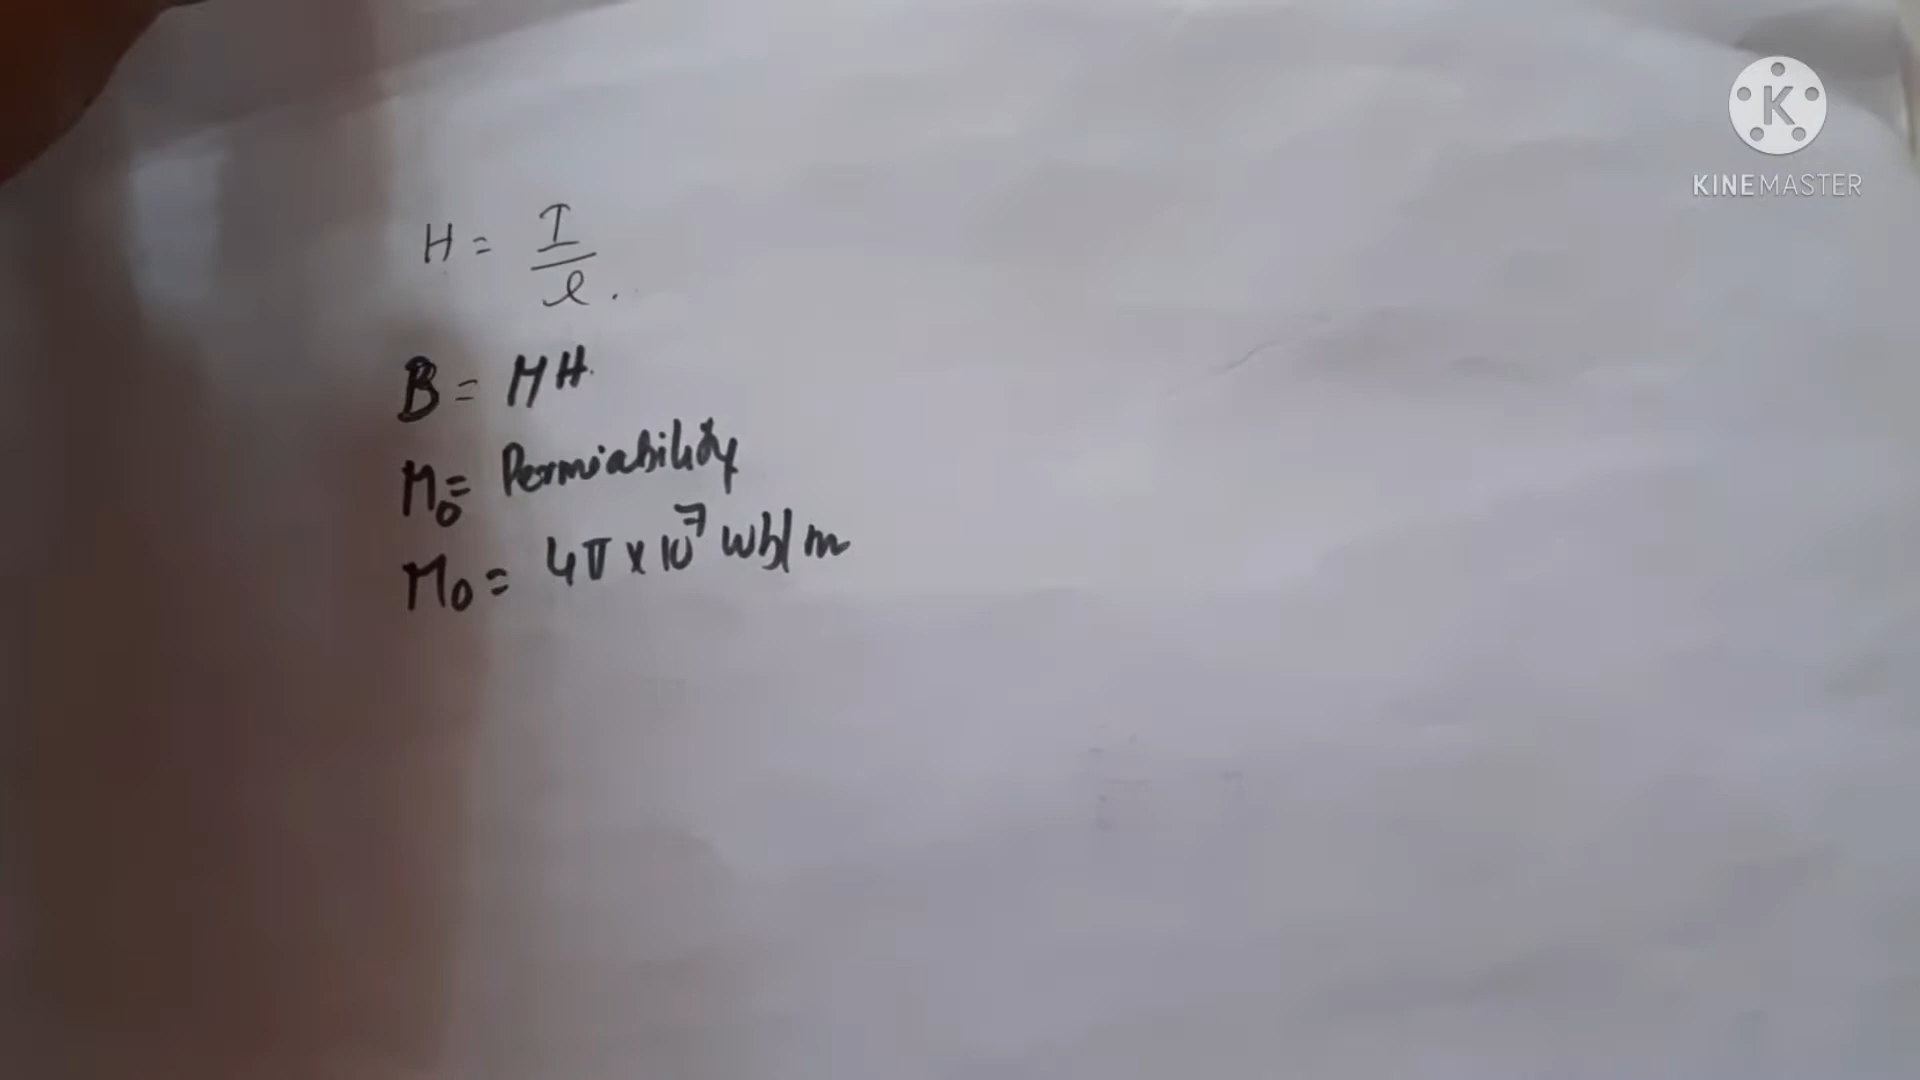 H = I/l.
B = μH.
μ0 = Permiability
μ0 = 4π × 10^7 wb/m
K
KINEMASTER